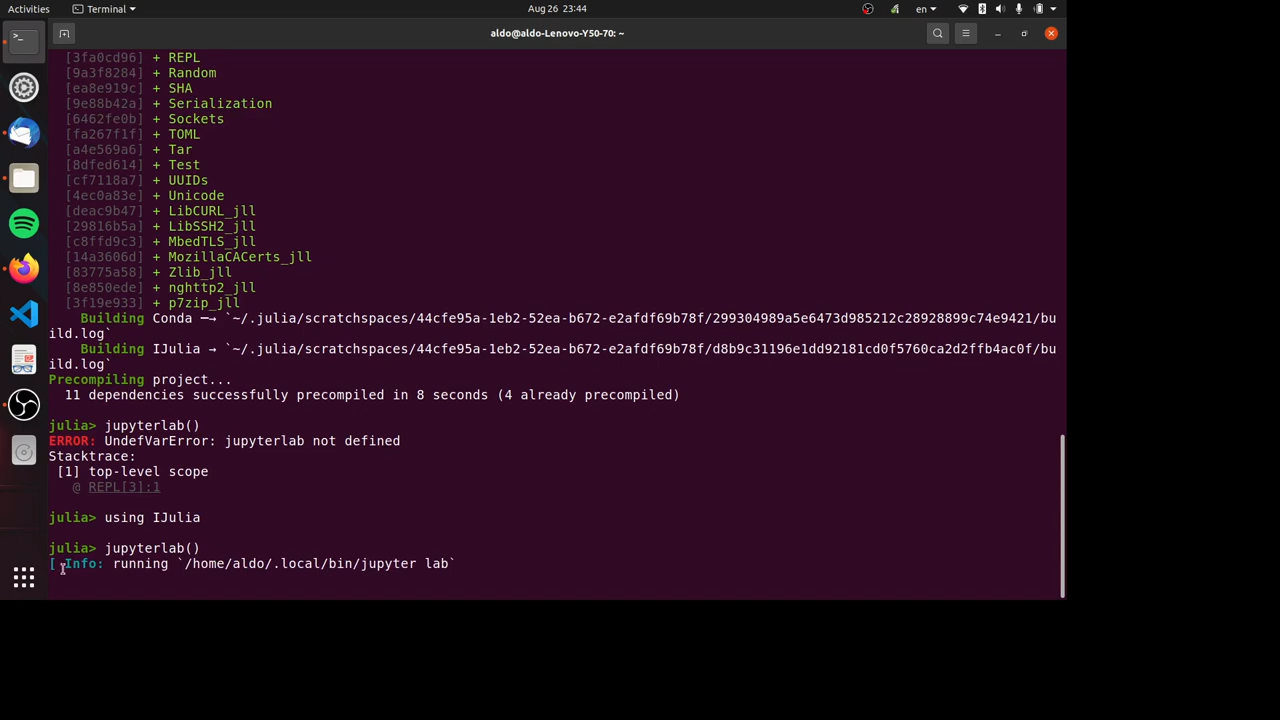 Activities
Terminal
Aug 26 23:44
en
aldo@aldo-Lenovo-Y50-70: ~
[3fa0cd96] + REPL
[9a3f8284] + Random
[ea8e919c] + SHA
[9e88b42a] + Serialization
[6462fe0b] + Sockets
[fa267f1f] + TOML
[a4e569a6] + Tar
[8dfed614] + Test
[cf7118a7] + UUIDs
[4ec0a83e] + Unicode
[deac9b47] + LibCURL_jll
[29816b5a] + LibSSH2_jll
[c8ffd9c3] + MbedTLS_jll
[14a3606d] + MozillaCACerts_jll
[83775a58] + Zlib_jll
[8e850ede] + nghttp2_jll
[3f19e933] + p7zip_jll
Building Conda ─→ `~/.julia/scratchspaces/44cfe95a-1eb2-52ea-b672-e2afdf69b78f/299304989a5e6473d985212c28928899c74e9421/bu
ild.log`
Building IJulia → `~/.julia/scratchspaces/44cfe95a-1eb2-52ea-b672-e2afdf69b78f/d8b9c31196e1dd92181cd0f5760ca2d2ffb4ac0f/bu
ild.log`
Precompiling project...
11 dependencies successfully precompiled in 8 seconds (4 already precompiled)
julia> jupyterlab()
ERROR: UndefVarError: jupyterlab not defined
Stacktrace:
[1] top-level scope
@ REPL[3]:1
julia> using IJulia
julia> jupyterlab()
[ Info: running `/home/aldo/.local/bin/jupyter lab`